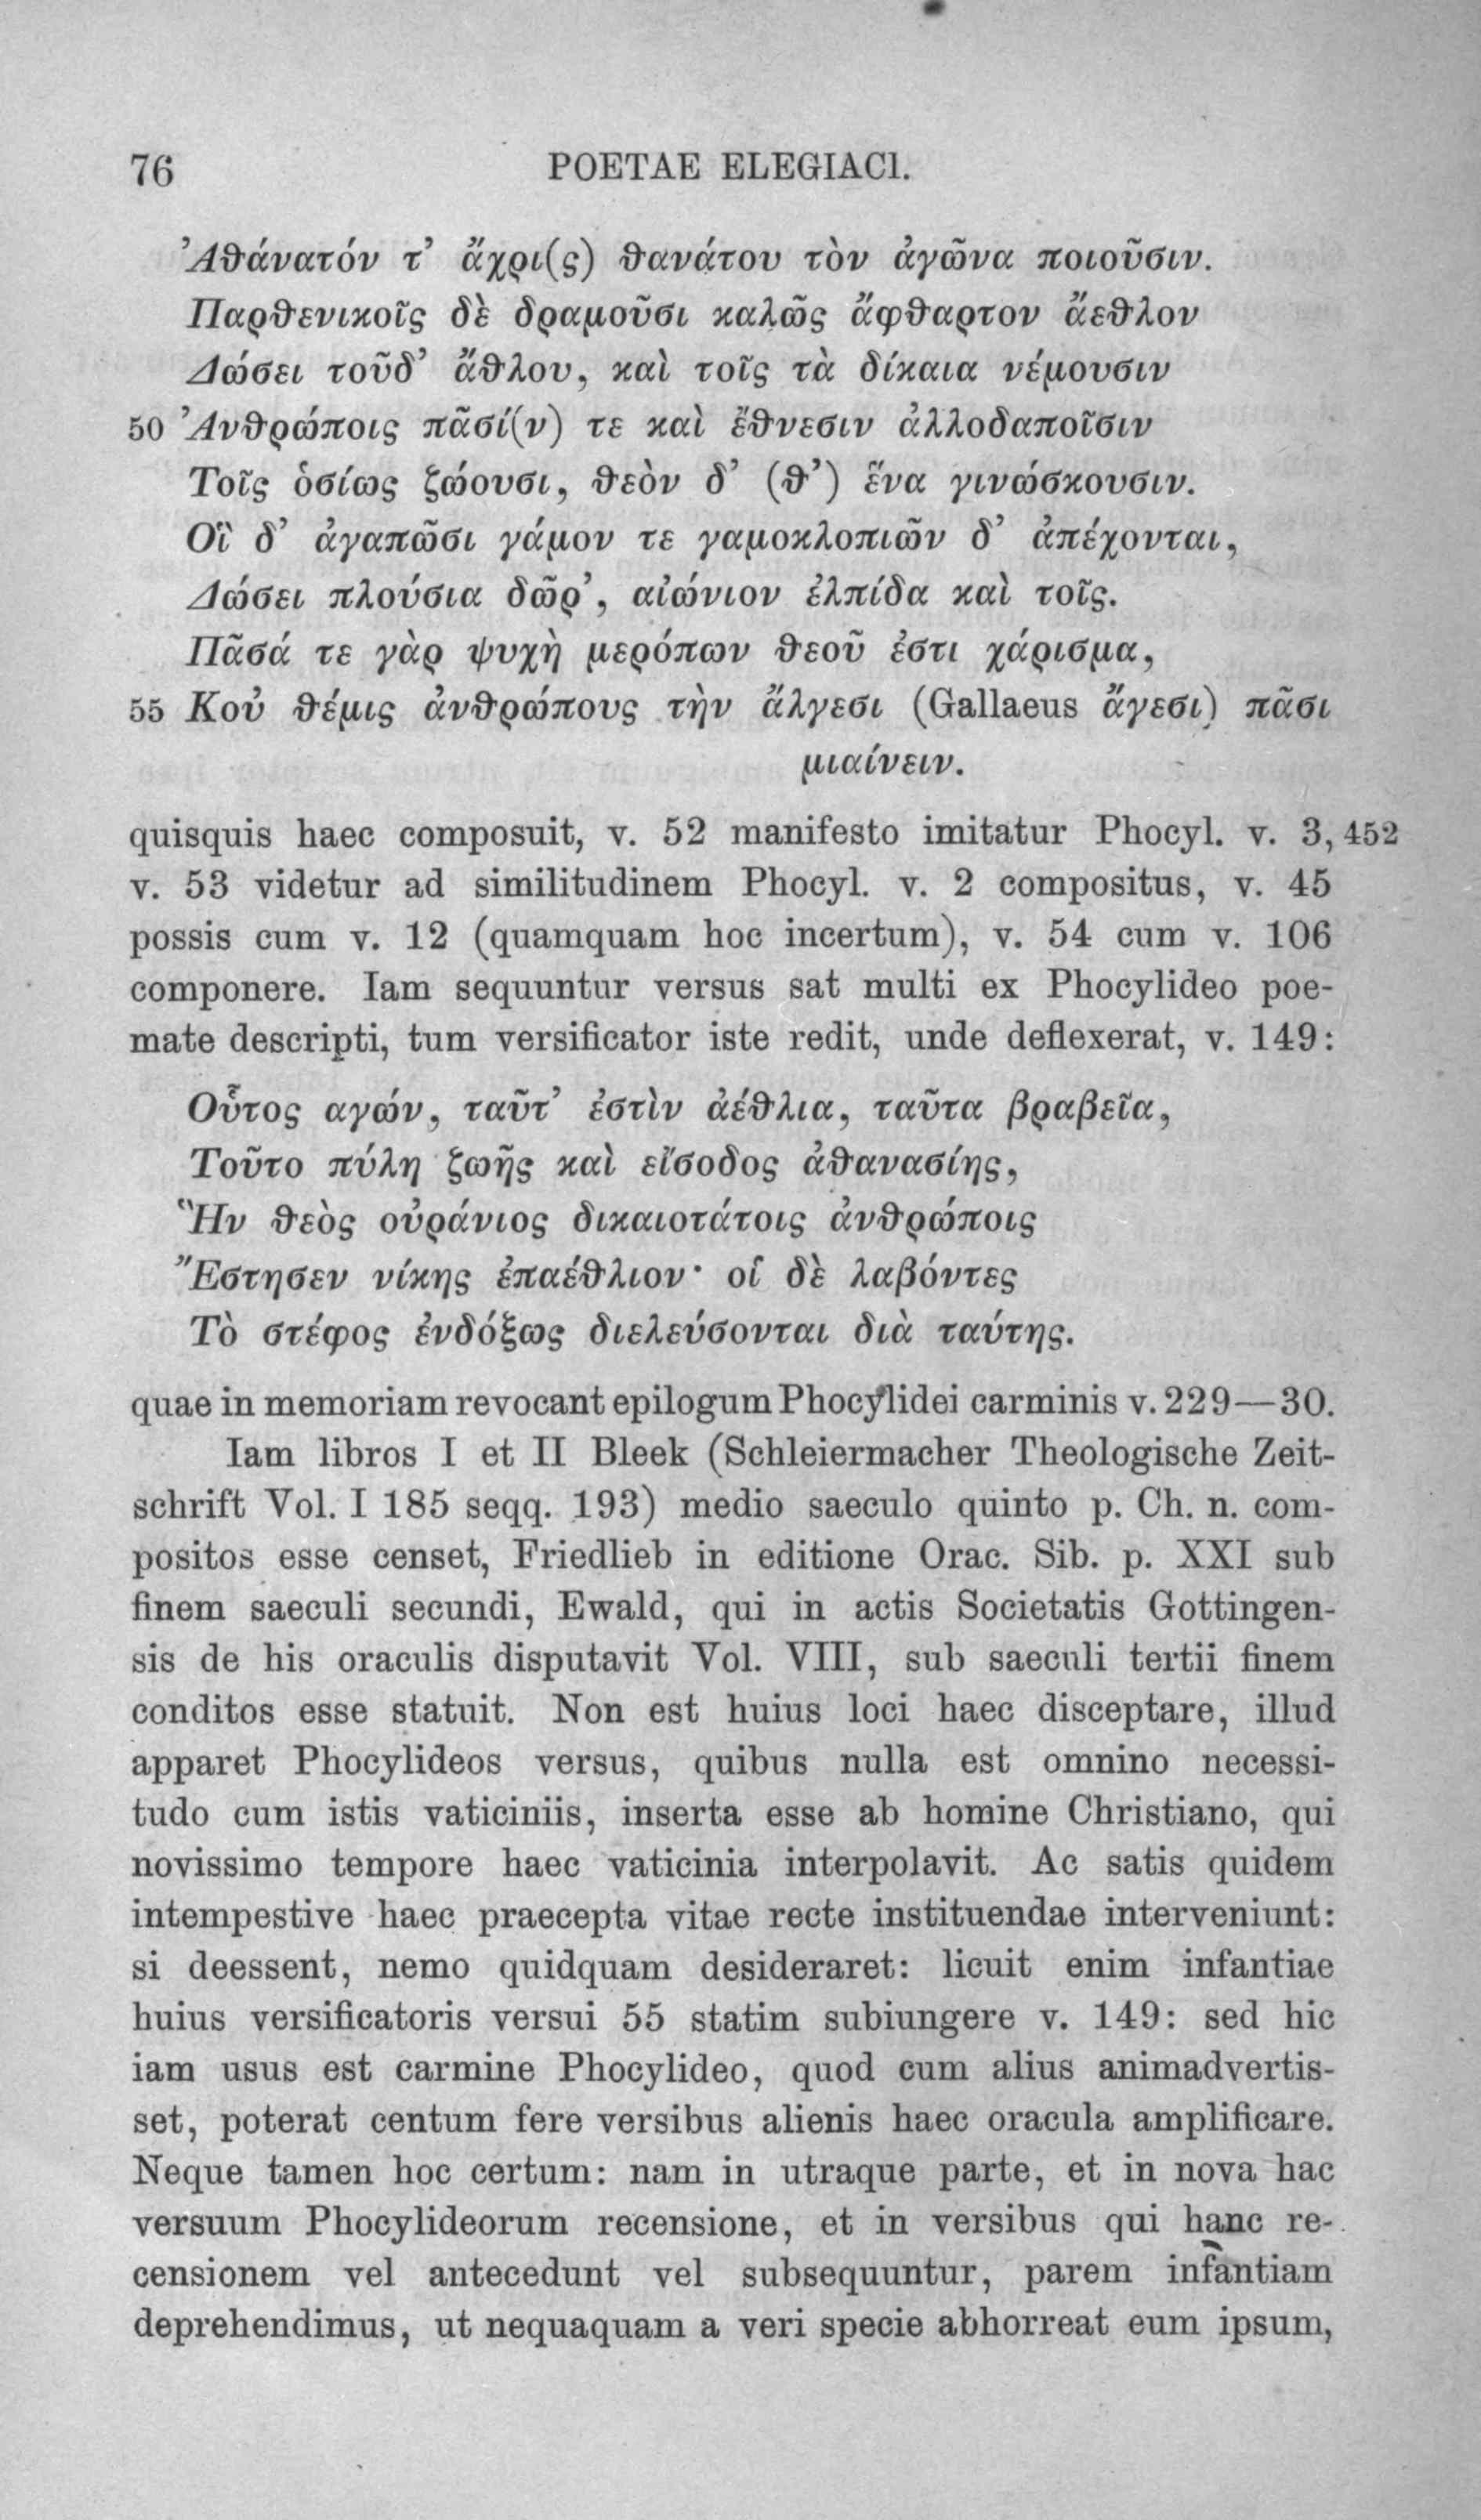 76 POETAE ELEGIACI.
Ἀθάνατόν τ’ ἄχρι(ς) θανάτου τὸν ἀγῶνα ποιοῦσιν.
Παρθενικοῖς δὲ δραμοῦσι καλῶς ἄφθαρτον ἄεθλον
Δώσει τοῦδ’ ἄθλου, καὶ τοῖς τὰ δίκαια νέμουσιν
50 Ἀνθρώποις πᾶσί(ν) τε καὶ ἔθνεσιν ἀλλοδαποῖσιν
Τοῖς ὁσίως ζώουσι, θεὸν δ’ (θ’) ἕνα γινώσκουσιν.
Οἳ δ’ ἀγαπῶσι γάμον τε γαμοκλοπιῶν δ’ ἀπέχονται,
Δώσει πλούσια δῶρ’, αἰώνιον ἐλπίδα καὶ τοῖς.
Πᾶσά τε γὰρ ψυχὴ μερόπων θεοῦ ἐστι χάρισμα,
55 Κοὐ θέμις ἀνθρώπους τὴν ἄλγεσι (Gallaeus ἄγεσι) πᾶσι
μιαίνειν.
quisquis haec composuit, v. 52 manifesto imitatur Phocyl. v. 3, 452
v. 53 videtur ad similitudinem Phocyl. v. 2 compositus, v. 45
possis cum v. 12 (quamquam hoc incertum), v. 54 cum v. 106
componere. Iam sequuntur versus sat multi ex Phocylideo poe-
mate descripti, tum versificator iste redit, unde deflexerat, v. 149:
Οὗτος αγών, ταῦτ’ ἐστὶν ἀέθλια, ταῦτα βραβεῖα,
Τοῦτο πύλη ζωῆς καὶ εἴσοδος ἀθανασίης,
Ἣν θεὸς οὐράνιος δικαιοτάτοις ἀνθρώποις
Ἔστησεν νίκης ἐπαέθλιον· οἱ δὲ λαβόντες
Τὸ στέφος ἐνδόξως διελεύσονται διὰ ταύτης.
quae in memoriam revocant epilogum Phocylidei carminis v. 229—30.
Iam libros I et II Bleek (Schleiermacher Theologische Zeit-
schrift Vol. I 185 seqq. 193) medio saeculo quinto p. Ch. n. com-
positos esse censet, Friedlieb in editione Orac. Sib. p. XXI sub
finem saeculi secundi, Ewald, qui in actis Societatis Gottingen-
sis de his oraculis disputavit Vol. VIII, sub saeculi tertii finem
conditos esse statuit. Non est huius loci haec disceptare, illud
apparet Phocylideos versus, quibus nulla est omnino necessi-
tudo cum istis vaticiniis, inserta esse ab homine Christiano, qui
novissimo tempore haec vaticinia interpolavit. Ac satis quidem
intempestive haec praecepta vitae recte instituendae interveniunt:
si deessent, nemo quidquam desideraret: licuit enim infantiae
huius versificatoris versui 55 statim subiungere v. 149: sed hic
iam usus est carmine Phocylideo, quod cum alius animadvertis-
set, poterat centum fere versibus alienis haec oracula amplificare.
Neque tamen hoc certum: nam in utraque parte, et in nova hac
versuum Phocylideorum recensione, et in versibus qui hanc re-
censionem vel antecedunt vel subsequuntur, parem infantiam
deprehendimus, ut nequaquam a veri specie abhorreat eum ipsum,